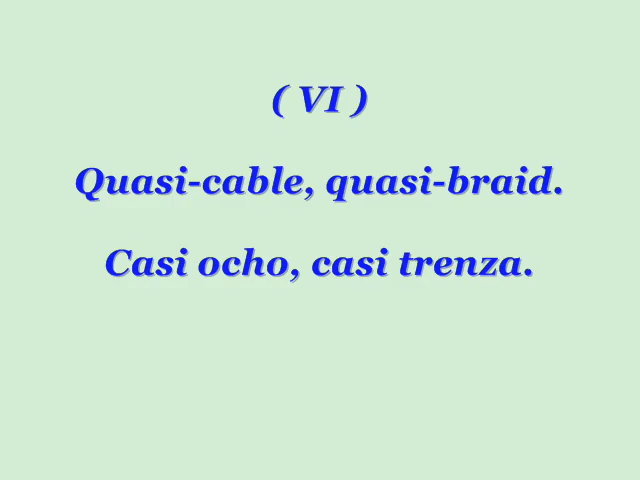 ( VI )
Quasi-cable, quasi-braid.
Casi ocho, casi trenza.